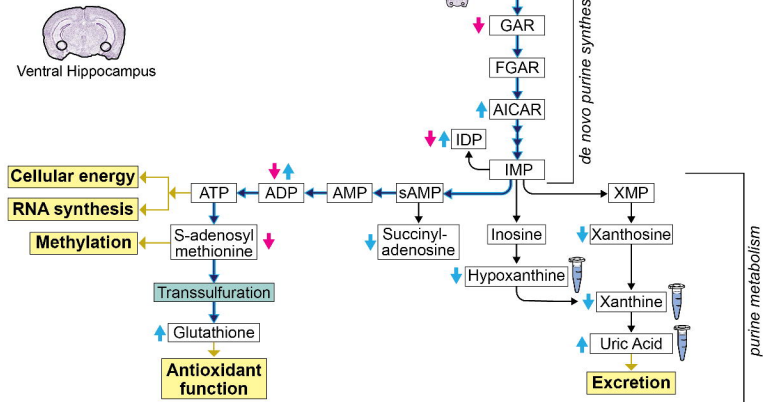 GAR
FGAR
AICAR
IDP
IMP
de novo purine synthes
Ventral Hippocampus
Cellular energy
RNA synthesis
Methylation
ATP
ADP
AMP
sAMP
XMP
S-adenosyl
methionine
Succinyl-
adenosine
Inosine
Xanthosine
Hypoxanthine
Xanthine
Transsulfuration
Glutathione
Uric Acid
Antioxidant
function
Excretion
purine metabolism